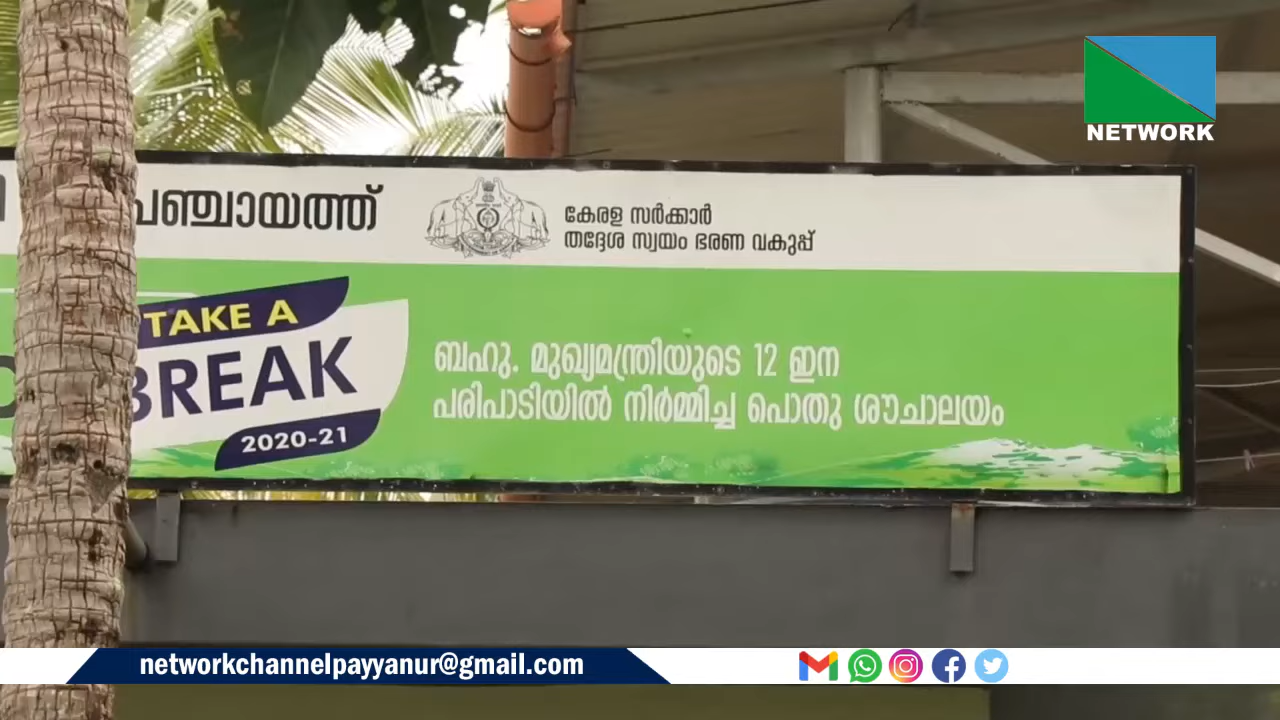 NETWORK
പഞ്ചായത്ത്
കേരള സർക്കാർ
തദ്ദേശ സ്വയം ഭരണ വകുപ്പ്
TAKE A
BREAK
2020-21
ബഹു. മുഖ്യമന്ത്രിയുടെ 12 ഇന
പരിപാടിയിൽ നിർമ്മിച്ച പൊതു ശൗചാലയം
networkchannelpayyanur@gmail.com